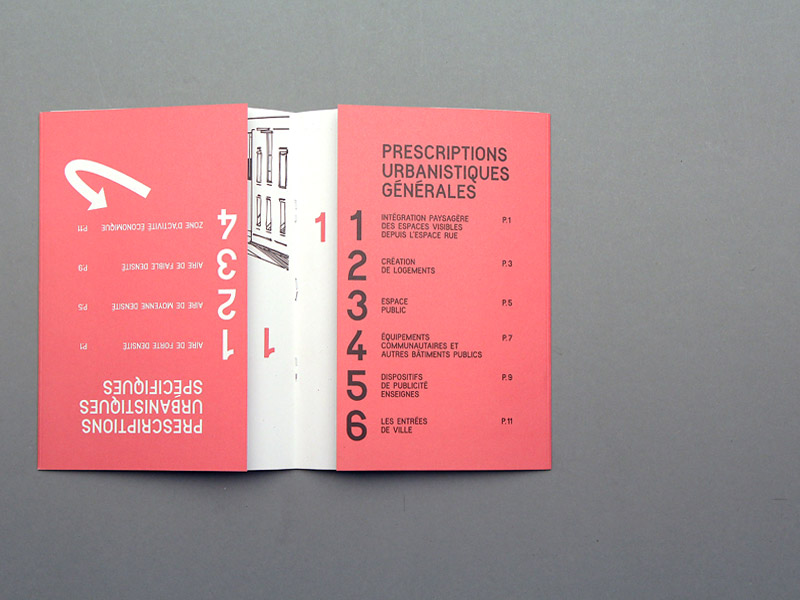 PRESCRIPTIONS
URBANISTIQUES
SPÉCIFIQUES
1 AIRE DE FORTE DENSITÉ P.1
2 AIRE DE MOYENNE DENSITÉ P.5
3 AIRE DE FAIBLE DENSITÉ P.9
4 ZONE D'ACTIVITÉ ÉCONOMIQUE P.11
1
1
PRESCRIPTIONS
URBANISTIQUES
GÉNÉRALES
1 INTÉGRATION PAYSAGÈRE P.1
DES ESPACES VISIBLES
DEPUIS L'ESPACE RUE
2 CRÉATION P.3
DE LOGEMENTS
3 ESPACE P.5
PUBLIC
4 ÉQUIPEMENTS P.7
COMMUNAUTAIRES ET
AUTRES BÂTIMENTS PUBLICS
5 DISPOSITIFS P.9
DE PUBLICITÉ
ENSEIGNES
6 LES ENTRÉES P.11
DE VILLE